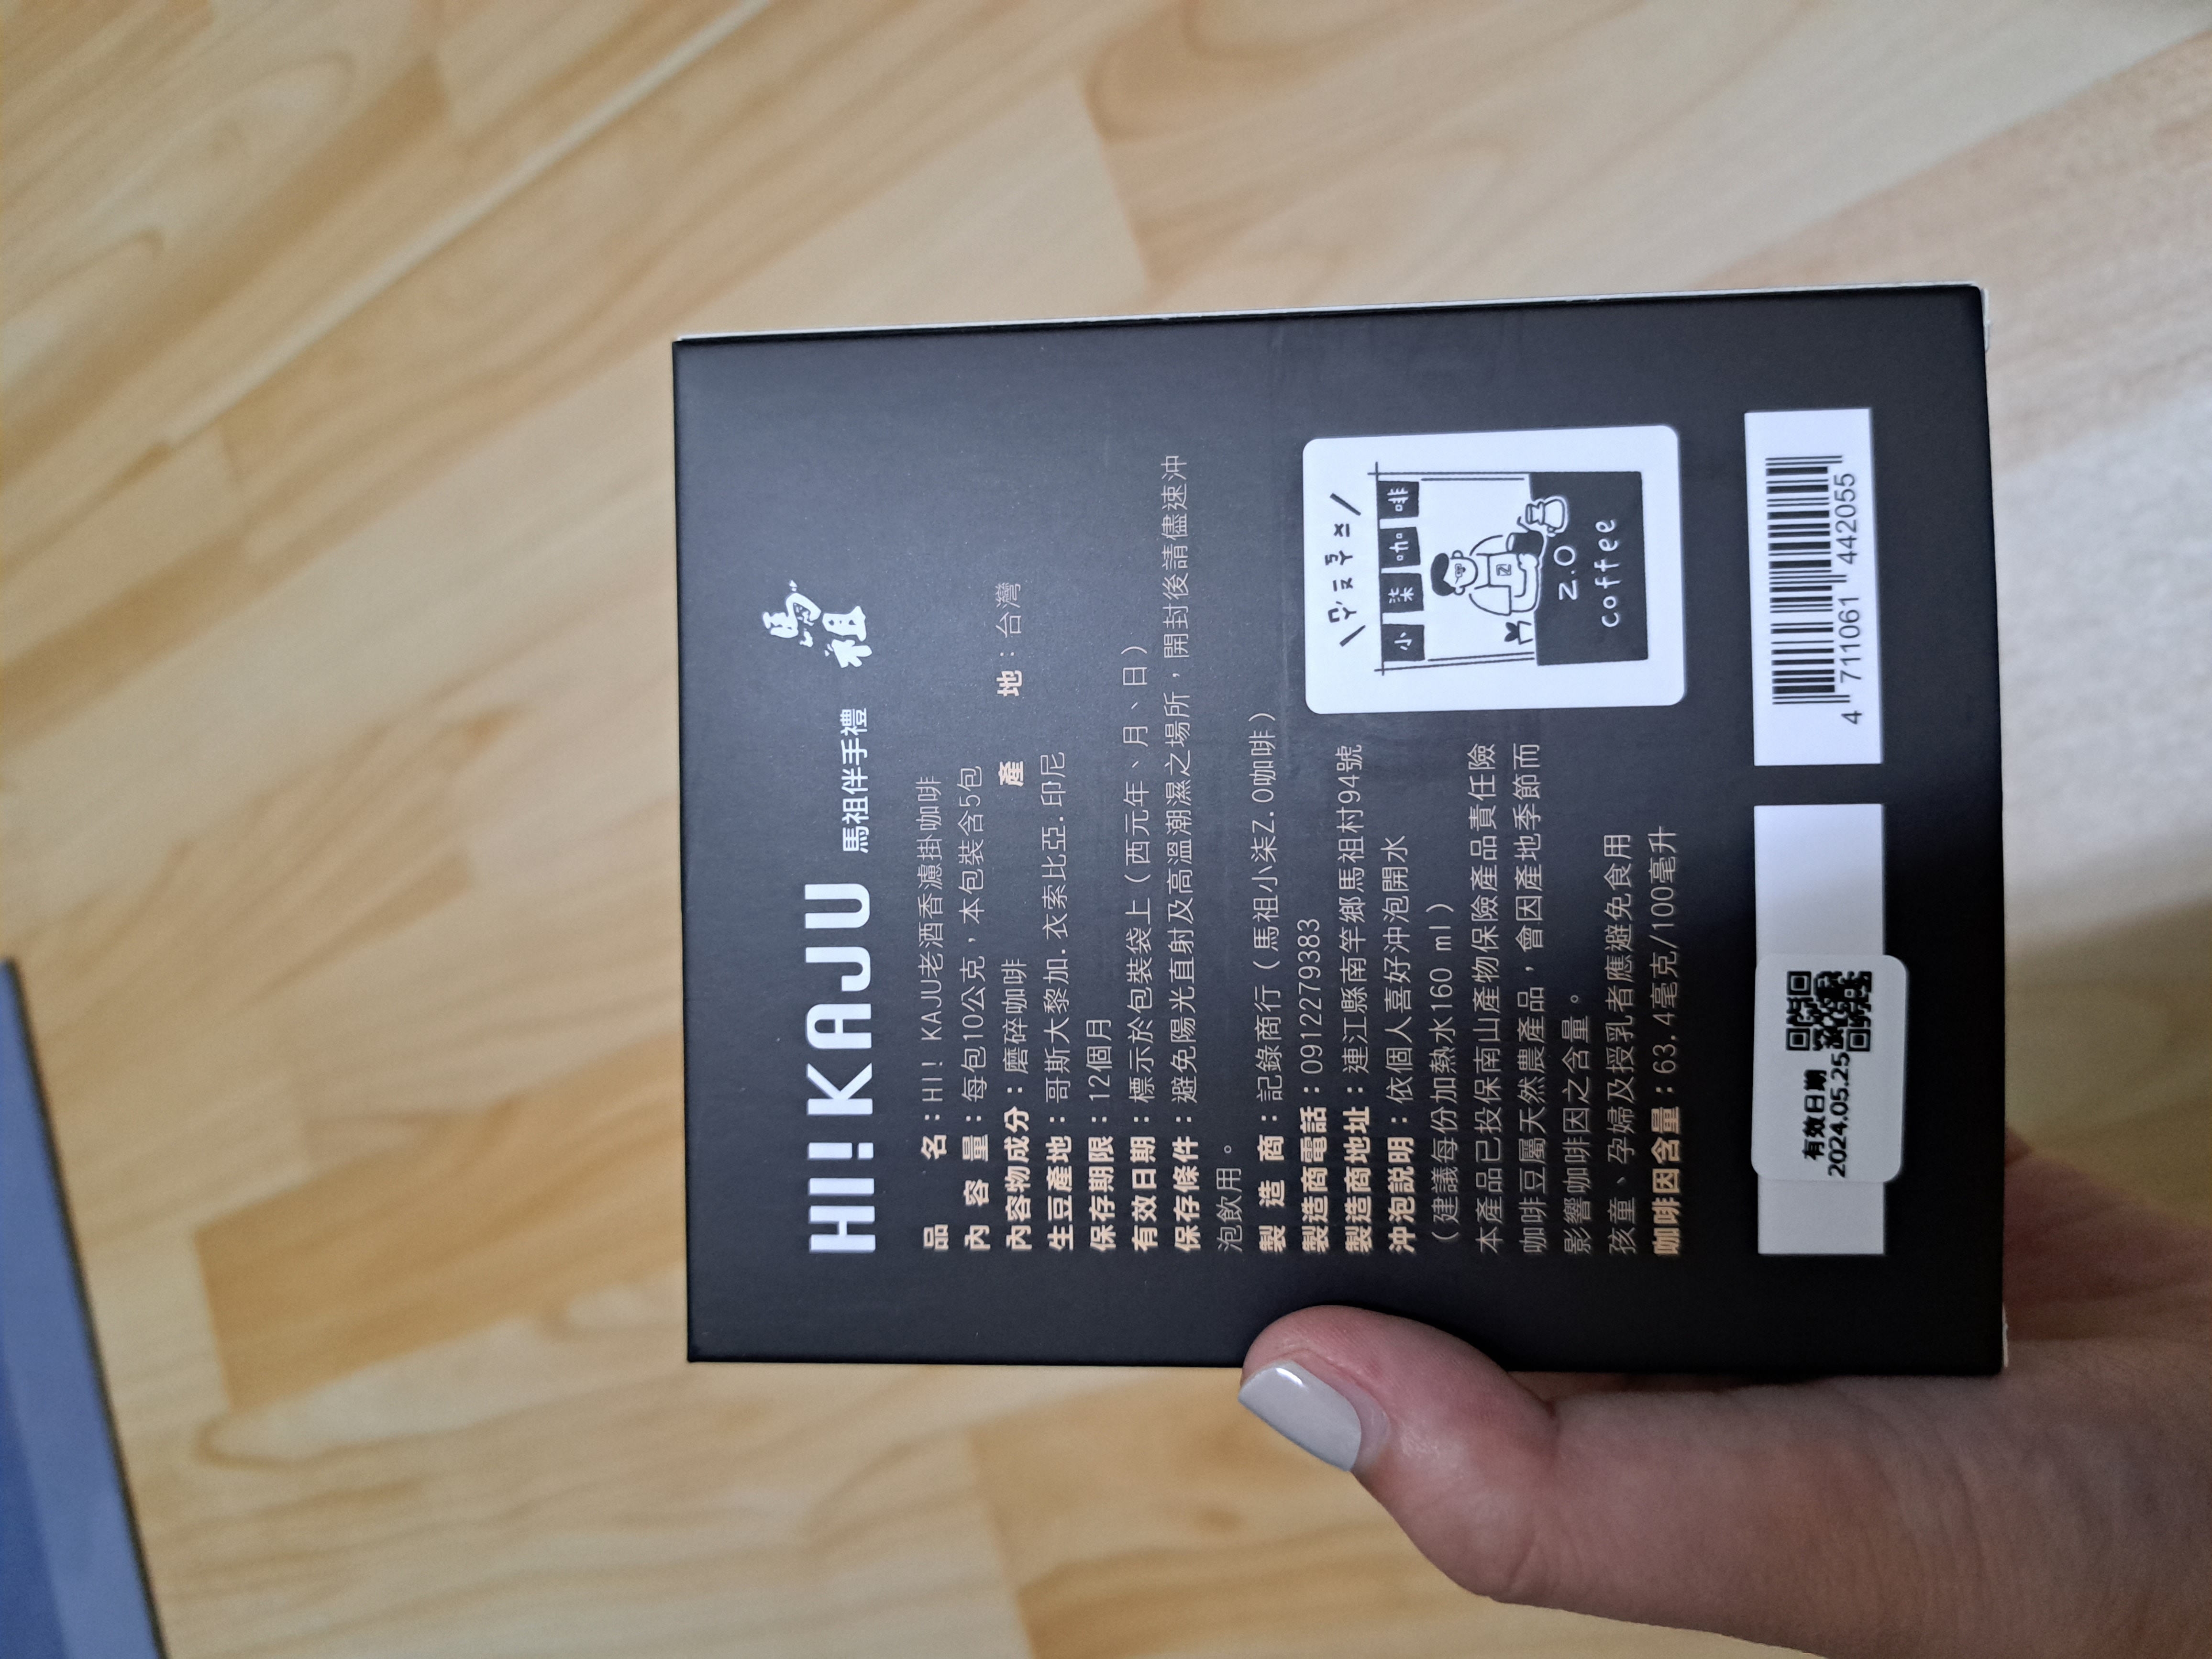 HI! KAJU 馬祖伴手禮 馬祖
品名：HI! KAJU老酒香濾掛咖啡
內容量：每包10公克，本包裝含5包
內容物成分：磨碎咖啡 產地：台灣
生豆產地：哥斯大黎加.衣索比亞.印尼
保存期限：12個月
有效日期：標示於包裝袋上（西元年、月、日）
保存條件：避免陽光直射及高溫潮濕之場所，開封後請儘速沖
泡飲用。
製造商：記錄商行（馬祖小柒2.0咖啡）
製造商電話：0912279383
製造商地址：連江縣南竿鄉馬祖村94號
沖泡説明：依個人喜好沖泡開水
（建議每份加熱水160 ml）
本產品已投保南山產物保險產品責任險
咖啡豆屬天然農產品，會因產地季節而
影響咖啡因之含量。
孩童、孕婦及授乳者應避免食用
咖啡因含量：63.4毫克/100毫升
小柒咖啡
2.0
coffee
有效日期
2024.05.25
4 711061 442055